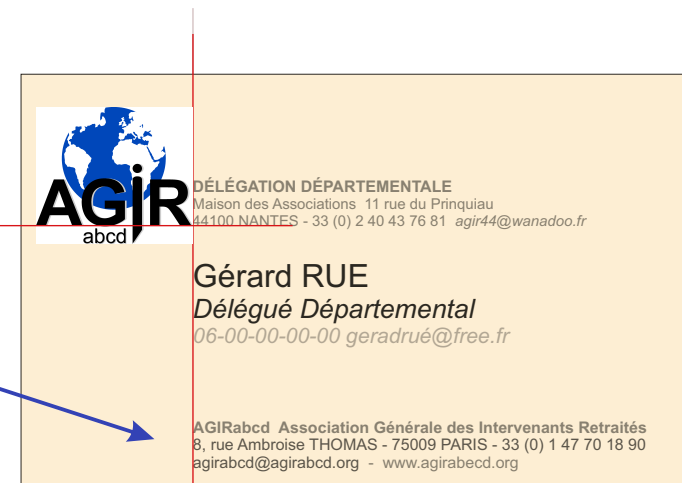 AGIR
abcd
DÉLÉGATION DÉPARTEMENTALE
Maison des Associations 11 rue du Prinquiau
44100 NANTES - 33 (0) 2 40 43 76 81 agir44@wanadoo.fr
Gérard RUE
Délégué Départemental
06-00-00-00-00 geradrué@free.fr
AGIRabcd Association Générale des Intervenants Retraités
8, rue Ambroise THOMAS - 75009 PARIS - 33 (0) 1 47 70 18 90
agirabcd@agirabcd.org - www.agirabecd.org